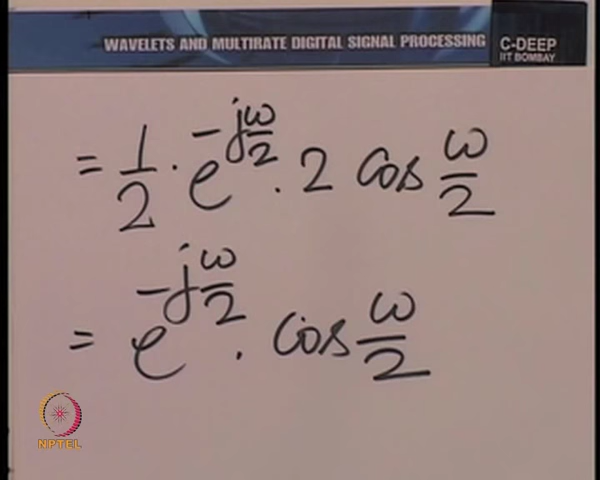 WAVELETS AND MULTIRATE DIGITAL SIGNAL PROCESSING
C-DEEP
IIT BOMBAY
= 1/2 · e^(-jω/2) · 2 cos ω/2
= e^(-jω/2) · cos ω/2
NPTEL